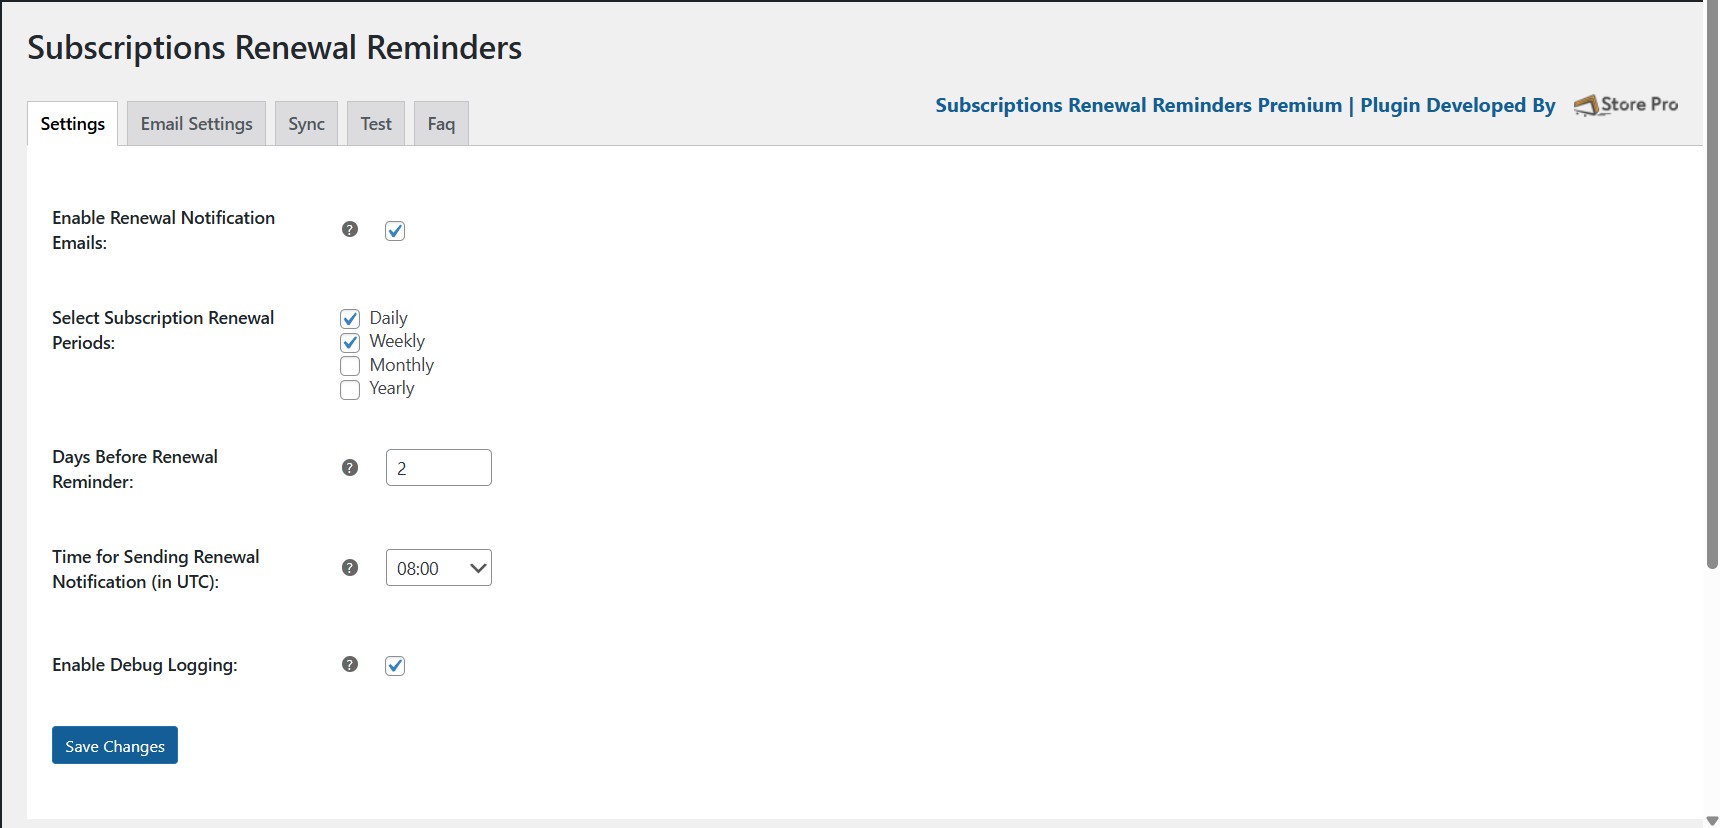 Subscriptions Renewal Reminders
Settings
Email Settings
Sync
Test
Faq
Subscriptions Renewal Reminders Premium | Plugin Developed By
Store Pro
Enable Renewal Notification
Emails:
?
Select Subscription Renewal
Periods:
Daily
Weekly
Monthly
Yearly
Days Before Renewal
Reminder:
?
2
Time for Sending Renewal
Notification (in UTC):
?
08:00
Enable Debug Logging:
?
Save Changes